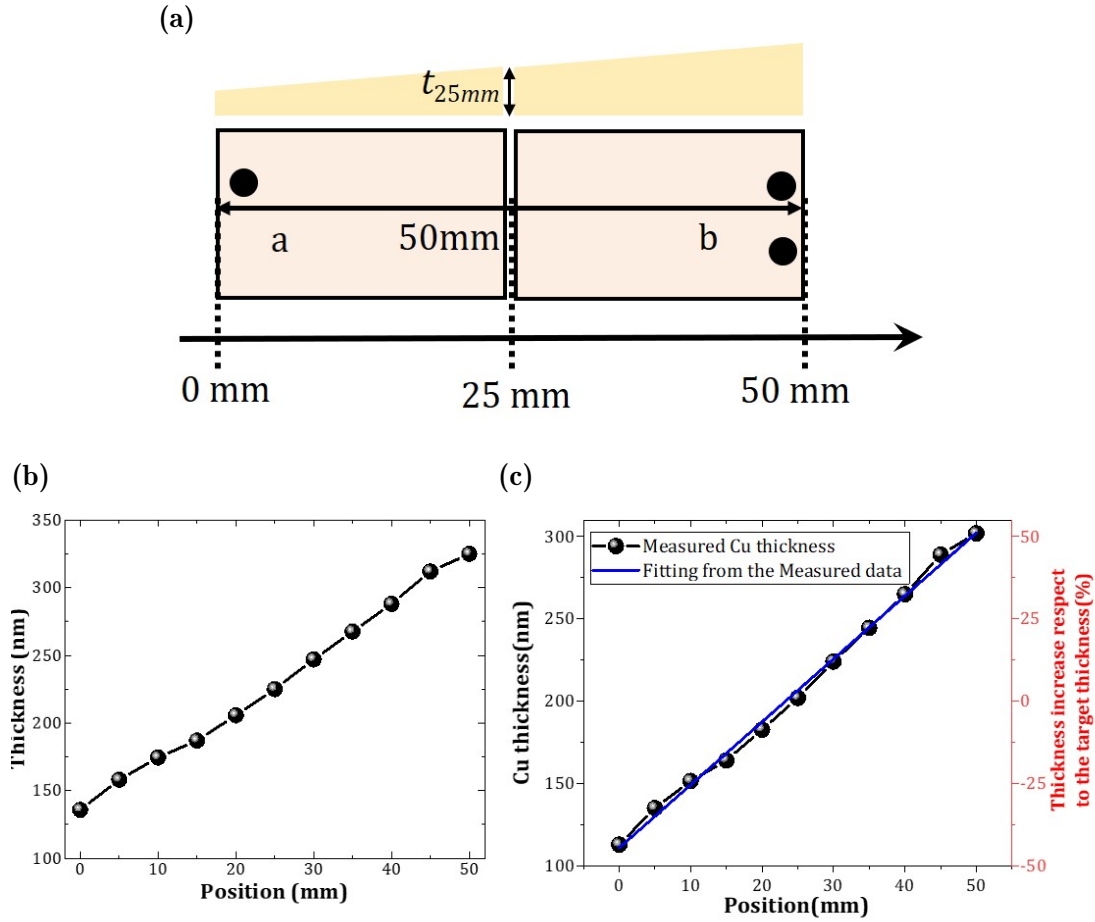 (a)
t25mm
a
50mm
b
0 mm
25 mm
50 mm
(b)
Thickness (nm)
350
300
250
200
150
100
0
10
20
30
40
50
Position (mm)
(c)
Cu thickness(nm)
300
250
200
150
100
Measured Cu thickness
Fitting from the Measured data
50
25
0
-25
-50
Thickness increase respect
to the target thickness(%)
0
10
20
30
40
50
Position(mm)